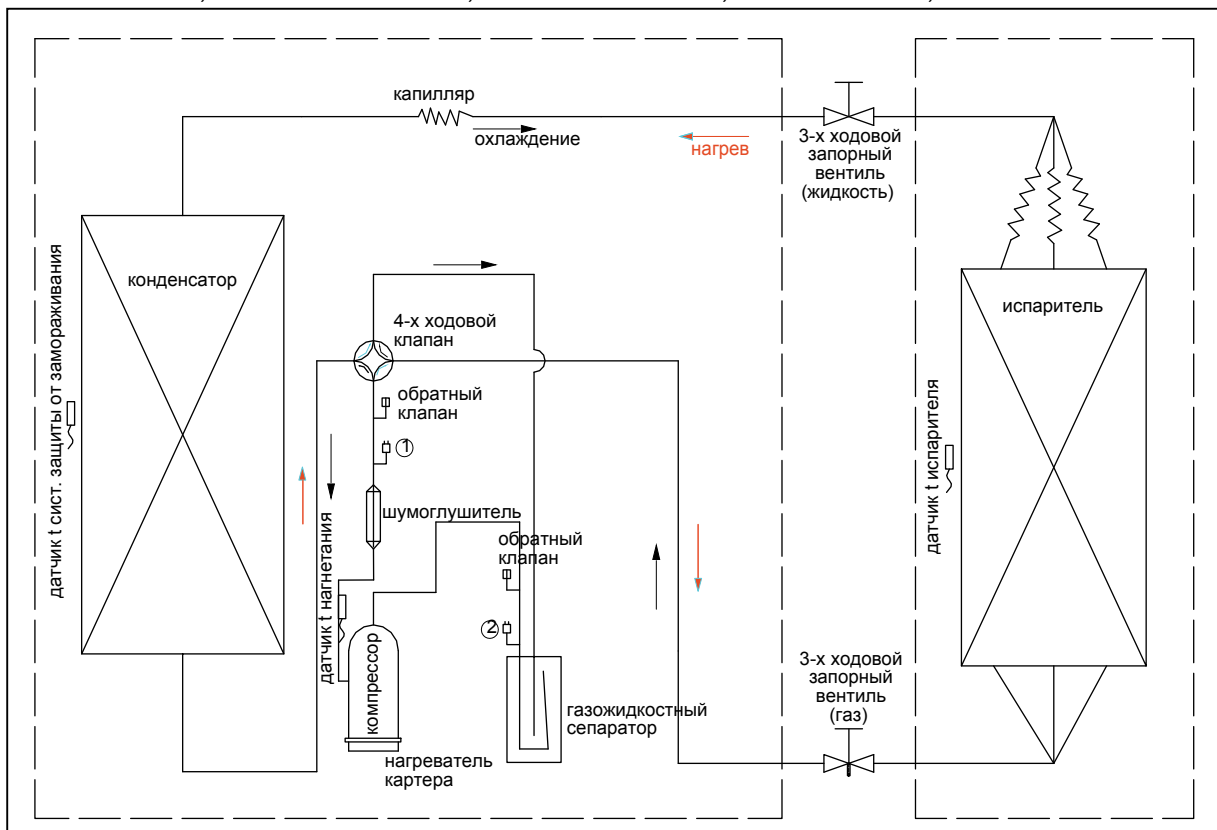 капилляр
охлаждение
нагрев
3-х ходовой
запорный
вентиль
(жидкость)
датчик t сист. защиты от замораживания
конденсатор
4-х ходовой
клапан
обратный
клапан
1
шумоглушитель
датчик t нагнетания
обратный
клапан
2
компрессор
нагреватель
картера
газожидкостный
сепаратор
3-х ходовой
запорный
вентиль
(газ)
испаритель
датчик t испарителя